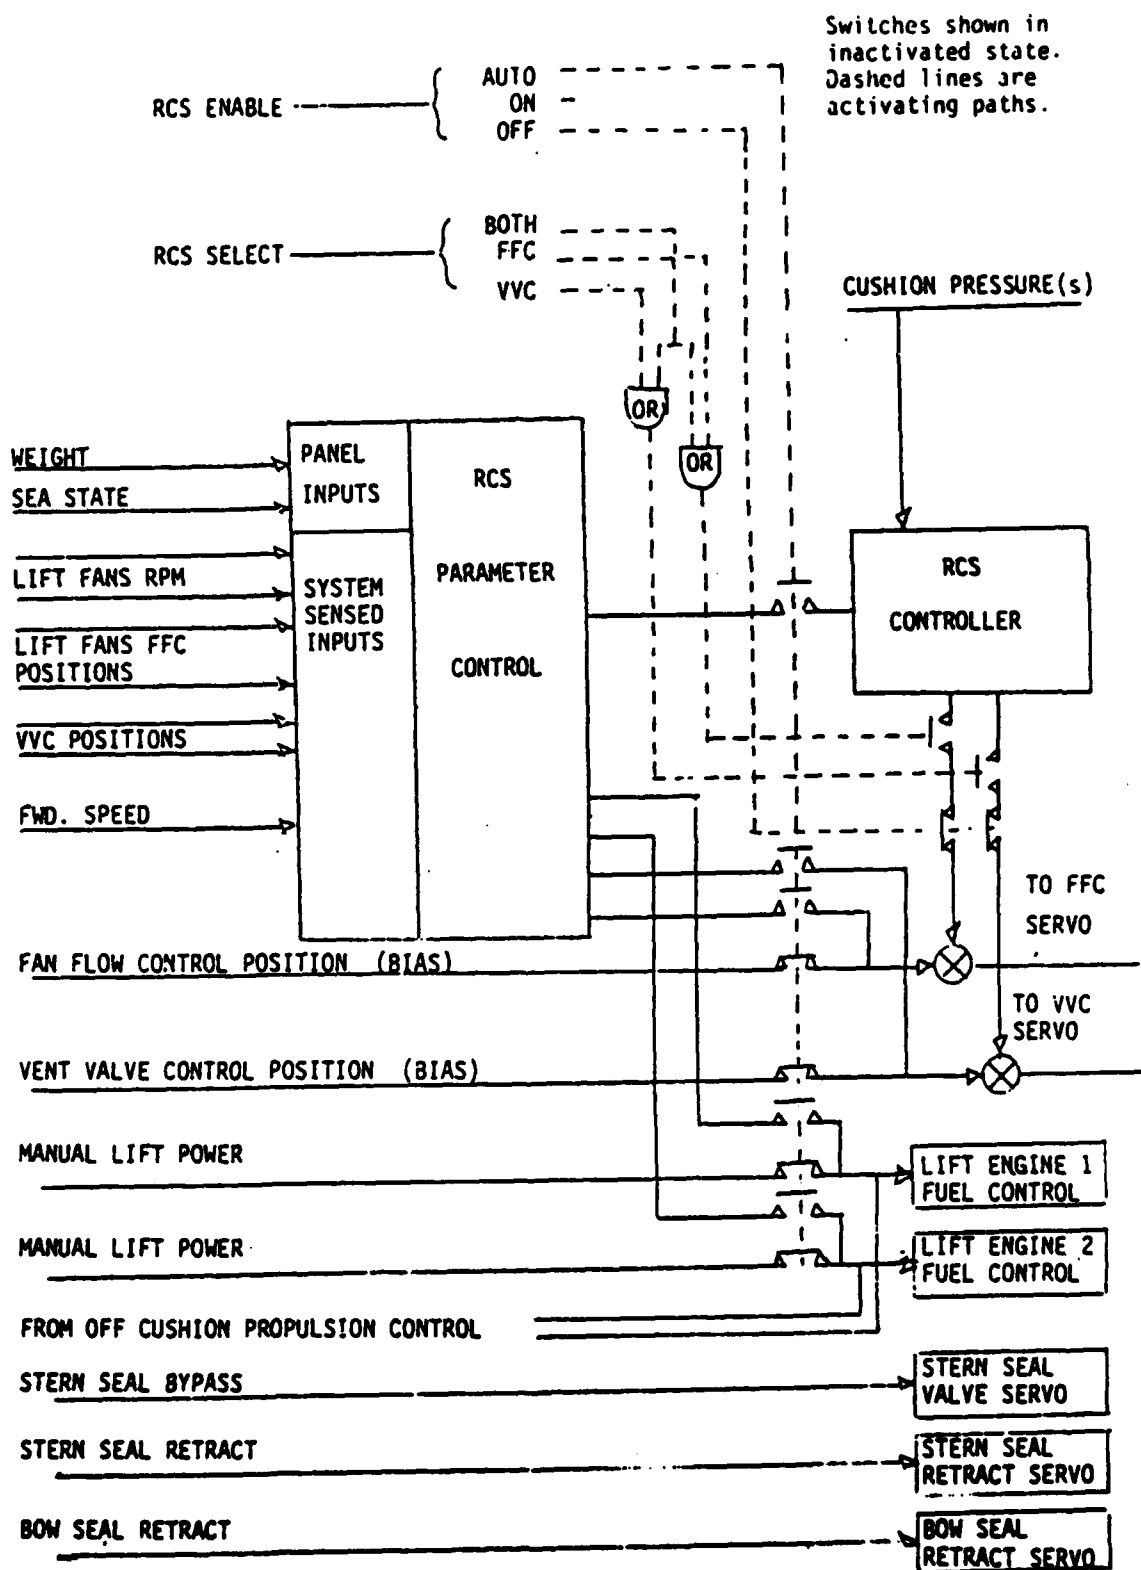 Switches shown in
inactivated state.
Dashed lines are
activating paths.
RCS ENABLE
AUTO
ON
OFF
RCS SELECT
BOTH
FFC
VVC
CUSHION PRESSURE(s)
OR
OR
WEIGHT
SEA STATE
LIFT FANS RPM
LIFT FANS FFC
POSITIONS
VVC POSITIONS
FWD. SPEED
PANEL
INPUTS
SYSTEM
SENSED
INPUTS
RCS
PARAMETER
CONTROL
RCS
CONTROLLER
TO FFC
SERVO
FAN FLOW CONTROL POSITION (BIAS)
TO VVC
SERVO
VENT VALVE CONTROL POSITION (BIAS)
MANUAL LIFT POWER
LIFT ENGINE 1
FUEL CONTROL
MANUAL LIFT POWER
LIFT ENGINE 2
FUEL CONTROL
FROM OFF CUSHION PROPULSION CONTROL
STERN SEAL BYPASS
STERN SEAL
VALVE SERVO
STERN SEAL RETRACT
STERN SEAL
RETRACT SERVO
BOW SEAL RETRACT
BOW SEAL
RETRACT SERVO